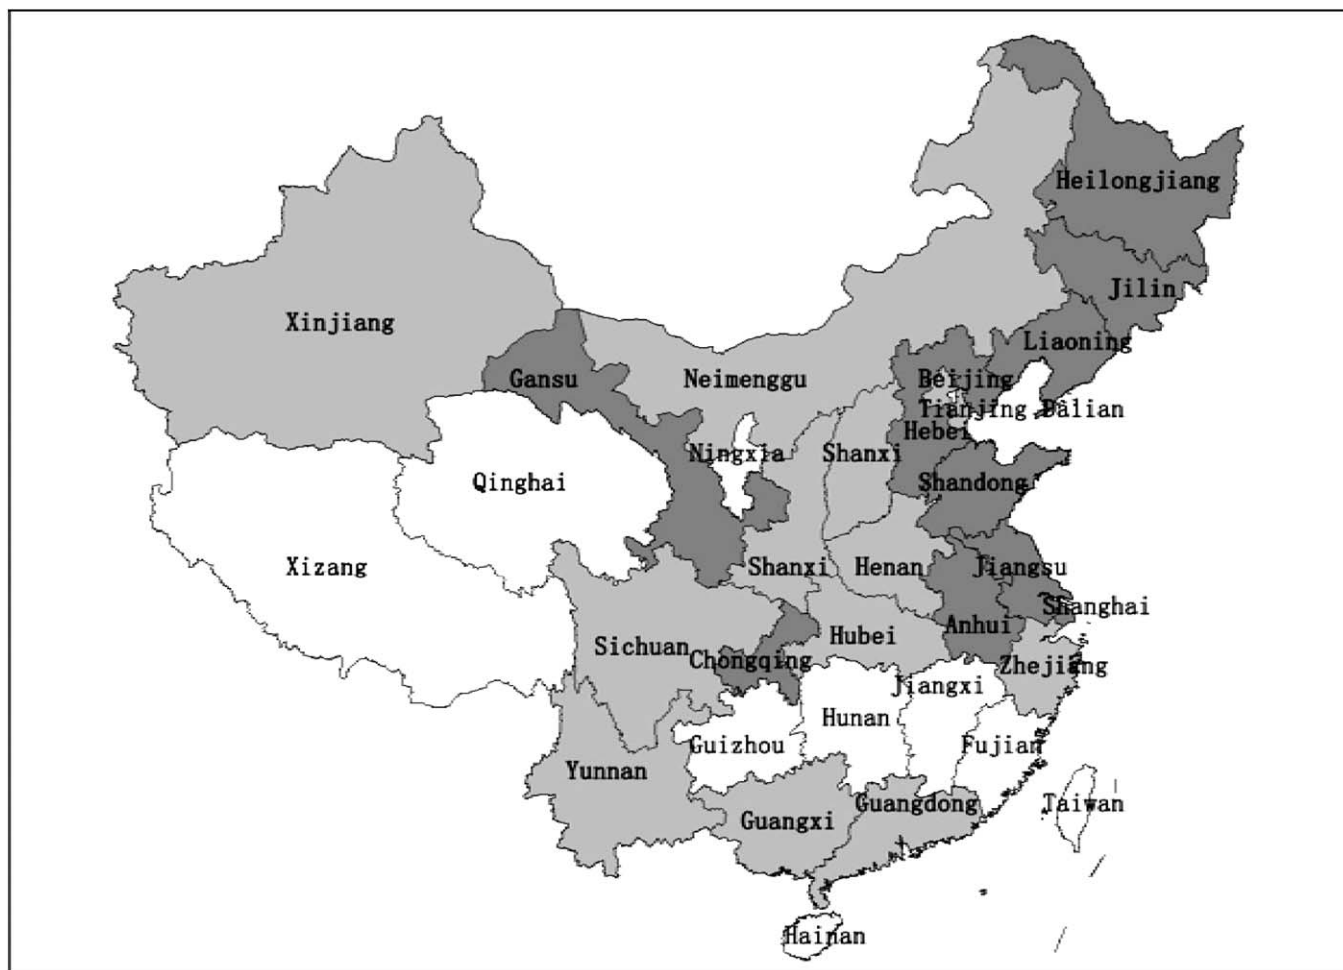 Heilongjiang
Jilin
Xinjiang
Liaoning
Gansu
Neimenggu
Beijing
Tianjing
Dalian
Hebei
Ningxia
Shanxi
Qinghai
Shandong
Xizang
Shanxi
Henan
Jiangsu
Shanghai
Anhui
Hubei
Sichuan
Chongqing
Zhejiang
Jiangxi
Hunan
Guizhou
Fujian
Yunnan
Guangdong
Taiwan
Guangxi
Hainan